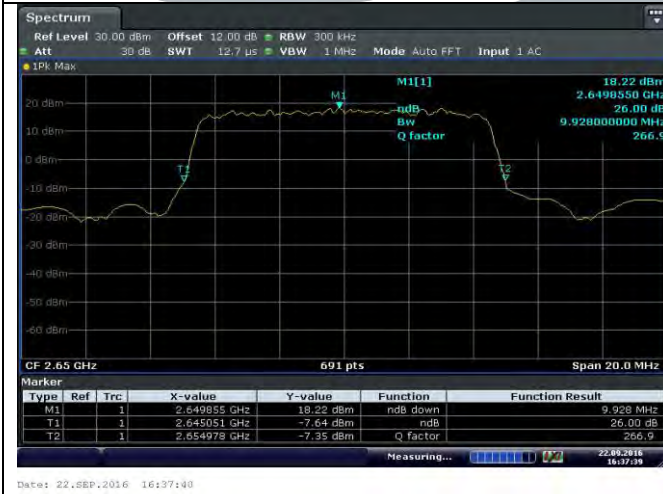 Spectrum
Ref Level 30.00 dBm Offset 12.00 dB RBW 300 kHz
Att 30 dB SWT 12.7 µs VBW 1 MHz Mode Auto FFT Input 1 AC
1Pk Max
M1[1] 18.22 dBm
2.6498550 GHz
M1
ndB 26.00 dB
Bw 9.928000000 MHz
Q factor 266.9
20 dBm
10 dBm
0 dBm
T1
T2
-10 dBm
-20 dBm
-30 dBm
-40 dBm
-50 dBm
-60 dBm
CF 2.65 GHz 691 pts Span 20.0 MHz
Marker
Type Ref Trc X-value Y-value Function Function Result
M1 1 2.649855 GHz 18.22 dBm ndB down 9.928 MHz
T1 1 2.645051 GHz -7.64 dBm ndB 26.00 dB
T2 1 2.654978 GHz -7.35 dBm Q factor 266.9
Measuring... 22.09.2016
16:37:39
Date: 22.SEP.2016 16:37:40